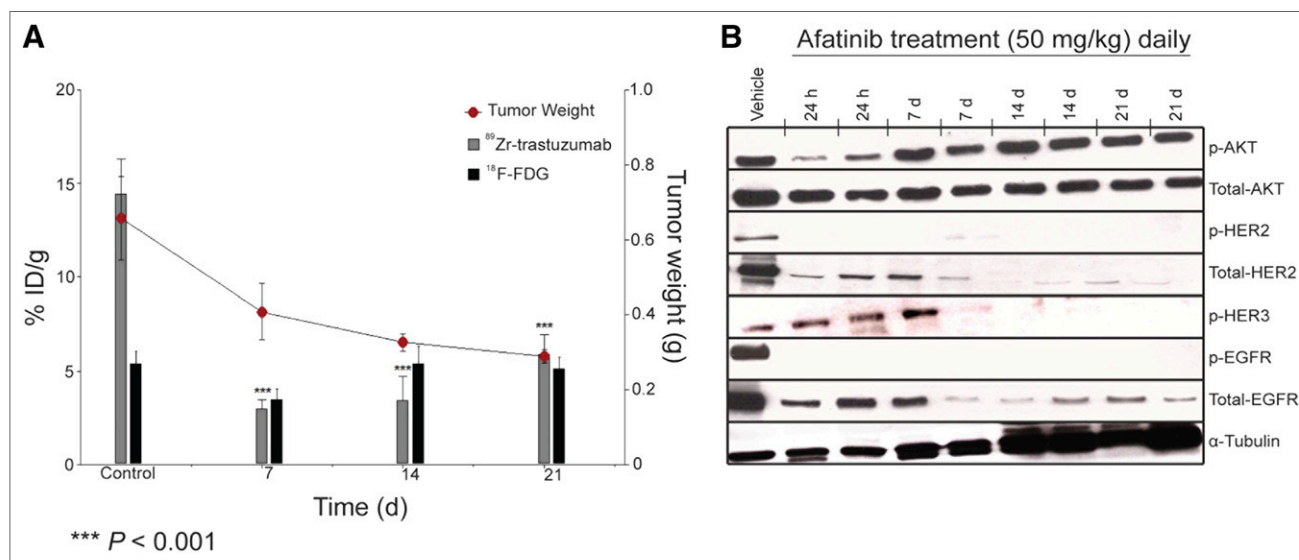 A
20
15
10
5
0
% ID/g
1.0
0.8
0.6
0.4
0.2
0
Tumor weight (g)
Tumor Weight
⁸⁹Zr-trastuzumab
¹⁸F-FDG
***
***
***
Control 7 14 21
Time (d)
*** P < 0.001
B
Afatinib treatment (50 mg/kg) daily
Vehicle 24 h 24 h 7 d 7 d 14 d 14 d 21 d 21 d
p-AKT
Total-AKT
p-HER2
Total-HER2
p-HER3
p-EGFR
Total-EGFR
α-Tubulin